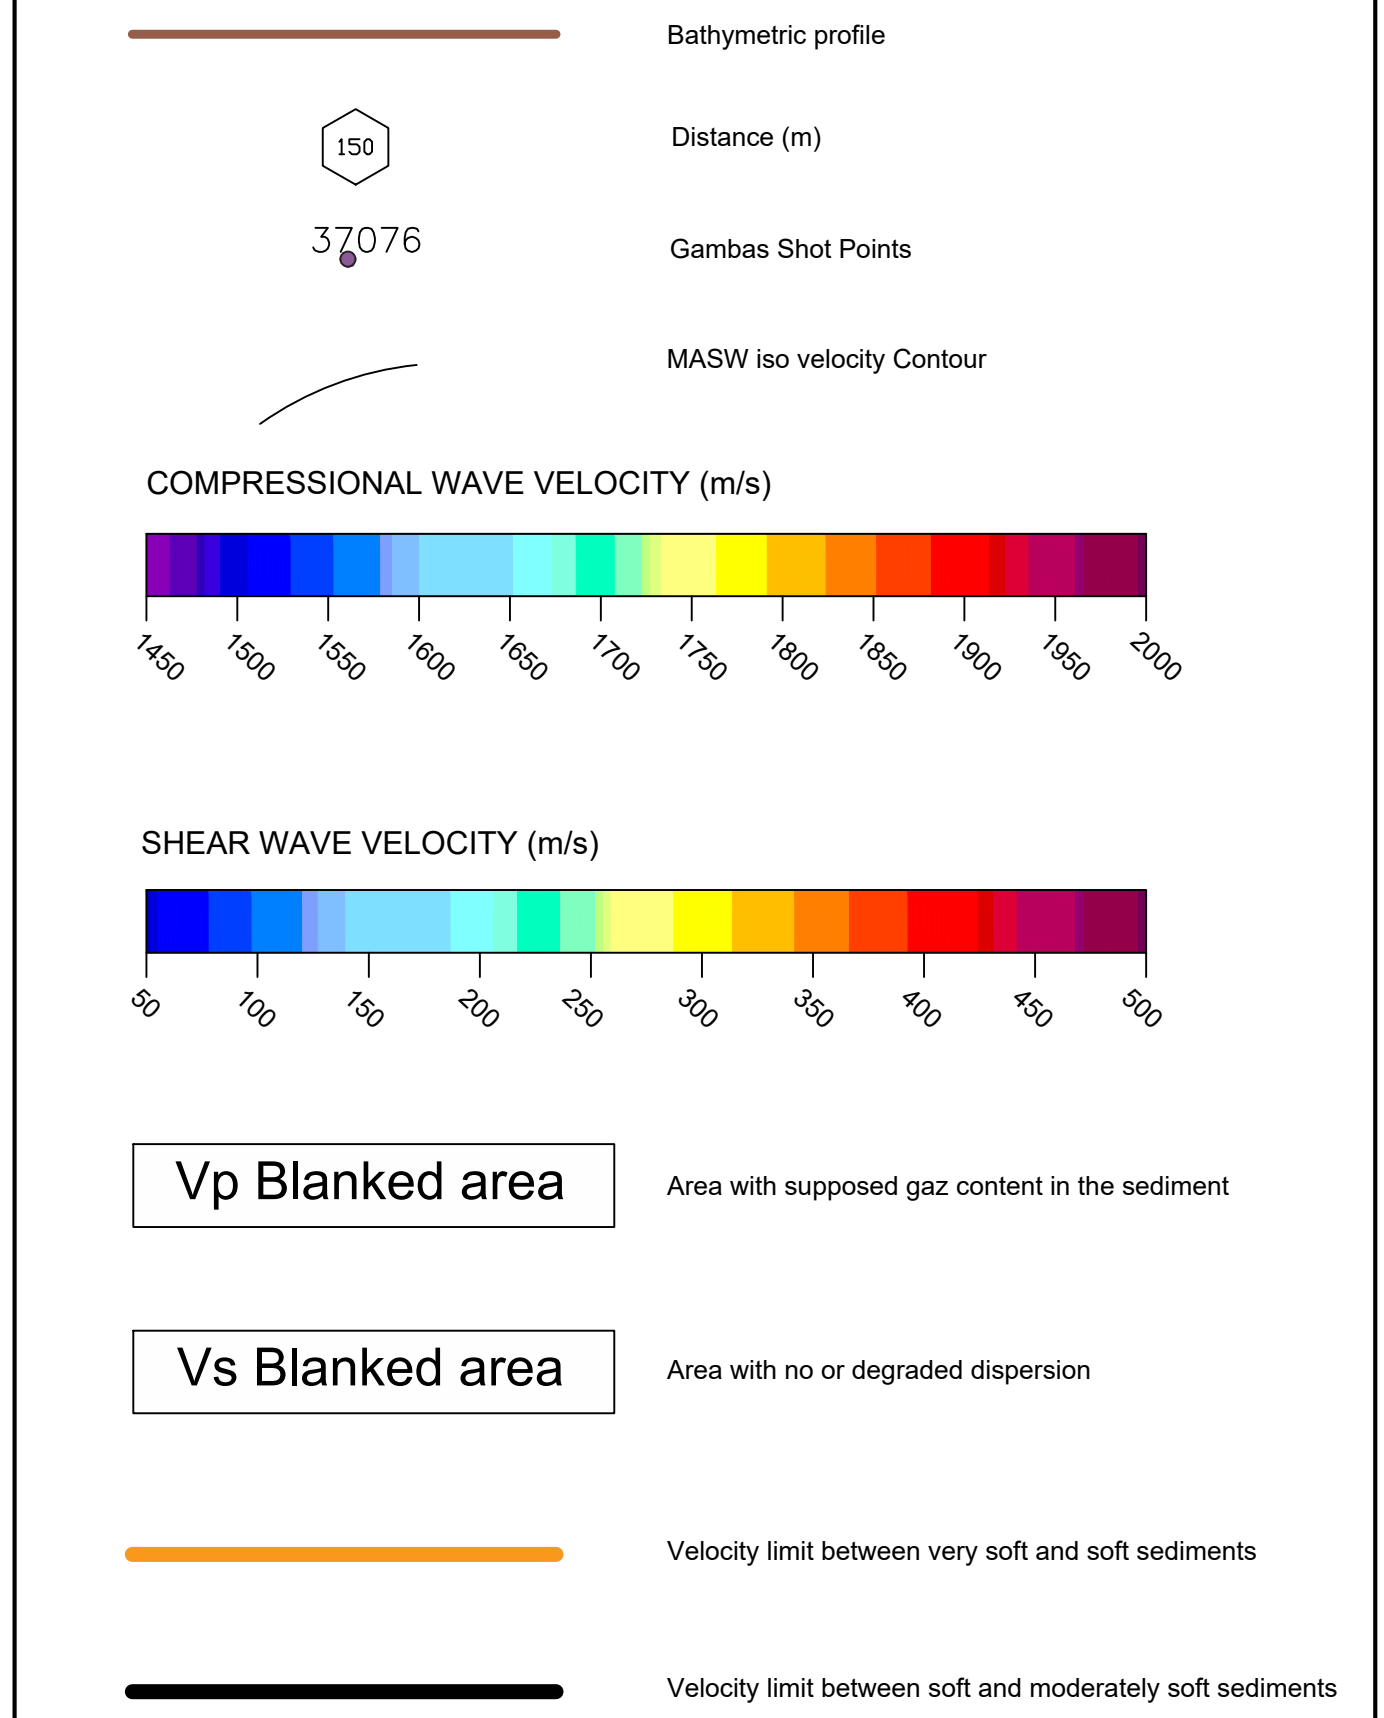 Bathymetric profile
150
Distance (m)
37076
Gambas Shot Points
MASW iso velocity Contour
COMPRESSIONAL WAVE VELOCITY (m/s)
1450 1500 1550 1600 1650 1700 1750 1800 1850 1900 1950 2000
SHEAR WAVE VELOCITY (m/s)
50 100 150 200 250 300 350 400 450 500
Vp Blanked area
Area with supposed gaz content in the sediment
Vs Blanked area
Area with no or degraded dispersion
Velocity limit between very soft and soft sediments
Velocity limit between soft and moderately soft sediments